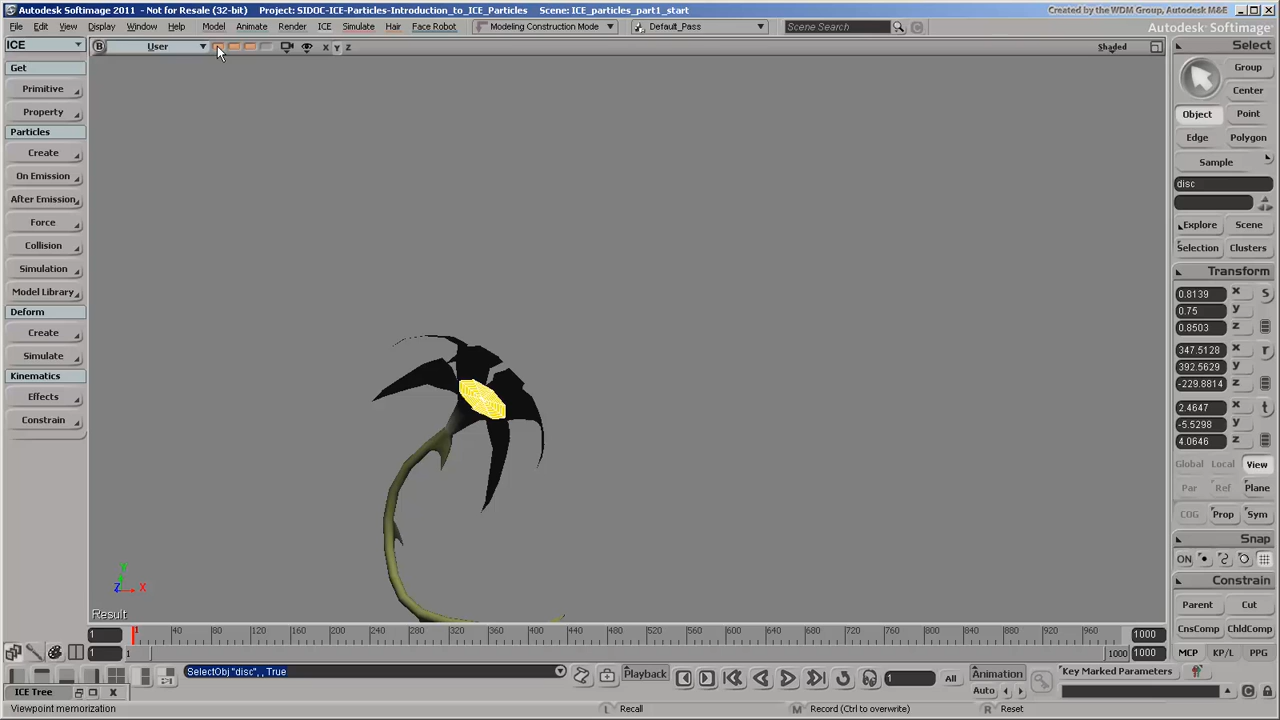 Autodesk Softimage 2011 - Not for Resale (32-bit) Project: SIDOC-ICE-Particles-Introduction_to_ICE_Particles Scene: ICE_particles_part1_start Created by the WDM Group, Autodesk M&E
File Edit View Display Window Help Model Animate Render ICE Simulate Hair Face Robot Modeling Construction Mode Default_Pass Scene Search Autodesk Softimage
ICE B User X Y Z Shaded Select
Get
Primitive
Property
Particles
Create
On Emission
After Emission
Force
Collision
Simulation
Model Library
Deform
Create
Simulate
Kinematics
Effects
Constrain
Group
Center
Object Point
Edge Polygon
Sample
disc
Explore Scene
Selection Clusters
Transform
0.8139 x s
0.75 y
0.8503 z
347.5128 x r
392.5629 y
-229.8814 z
2.4647 x t
-5.5298 y
4.0646 z
Global Local View
Par Ref Plane
COG Prop Sym
Snap
ON
Constrain
Parent Cut
CnsComp ChldComp
MCP KP/L PPG
Y
Z X
Result
1 1 40 80 120 160 200 240 280 320 360 400 440 480 520 560 600 640 680 720 760 800 840 880 920 960 1000
1 1 1000 1000
SelectObj "disc", , True Playback 1 All Animation Key Marked Parameters
Auto
ICE Tree
Viewpoint memorization L Recall M Record (Ctrl to overwrite) R Reset